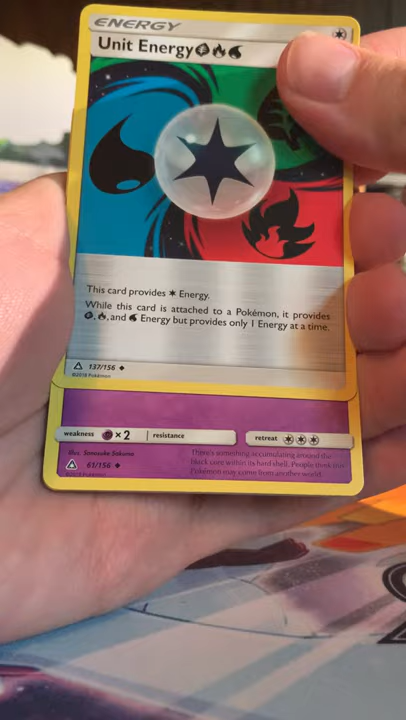 ENERGY
Unit Energy
This card provides Energy.
While this card is attached to a Pokémon, it provides
, , and Energy but provides only 1 Energy at a time.
137/156
©2018 Pokémon
weakness ×2 resistance retreat
illus. Sanosuke Sakuma
61/156
There's something accumulating around the
black core within its hard shell. People think this
Pokémon may come from another world.